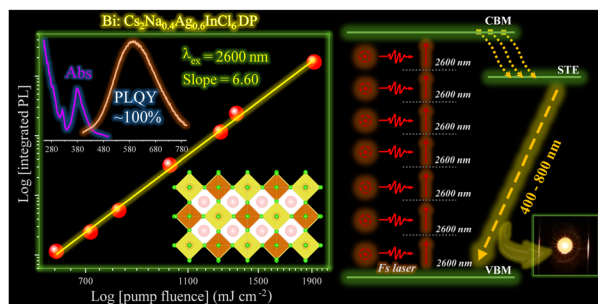 Bi: Cs₂Na₀.₄Ag₀.₆InCl₆ DP
Log [integrated PL]
Abs
PLQY
~100%
λex = 2600 nm
Slope = 6.60
280 380 480 580 680 780
700 1100 1500 1900
Log [pump fluence] (mJ cm⁻²)
CBM
STE
2600 nm
2600 nm
2600 nm
2600 nm
2600 nm
2600 nm
2600 nm
400 - 800 nm
Fs laser
VBM